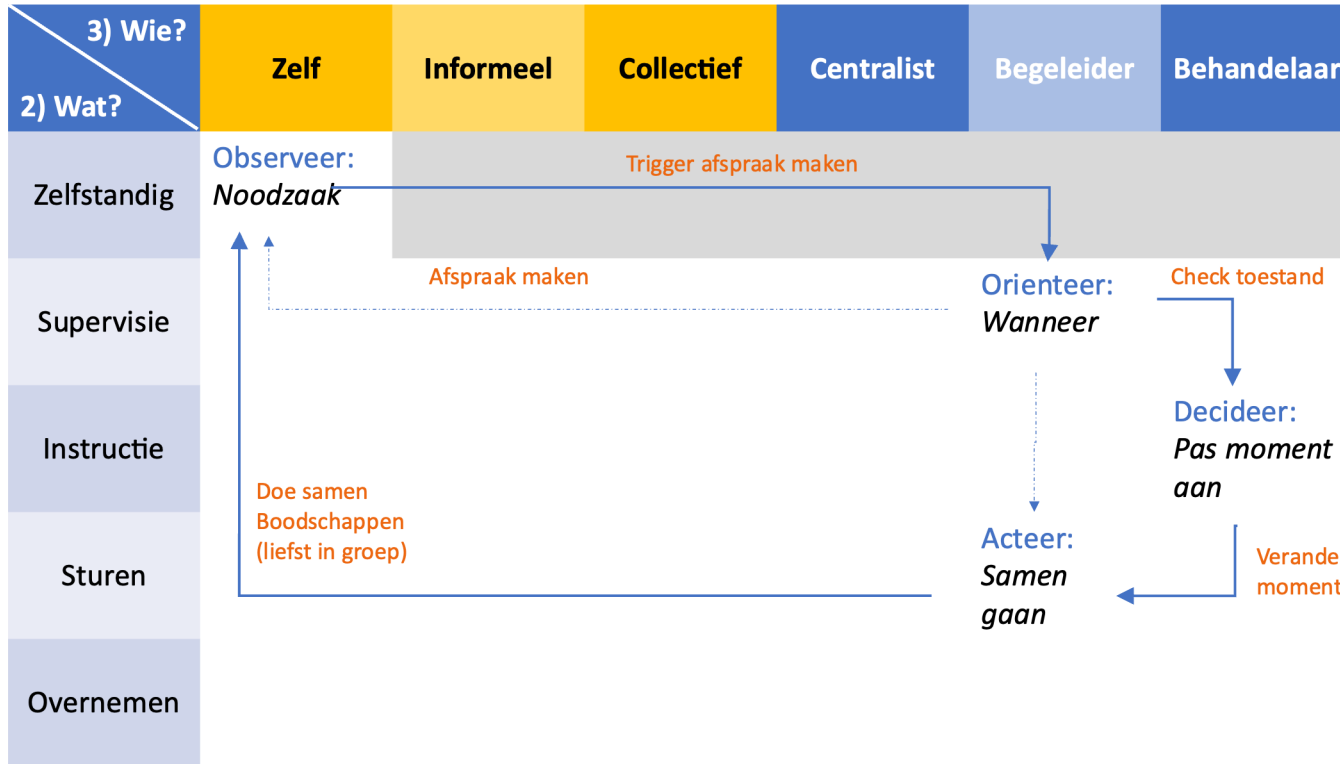 3) Wie?
2) Wat?
Zelf
Informeel
Collectief
Centralist
Begeleider
Behandelaar
Zelfstandig
Observeer:
Noodzaak
Trigger afspraak maken
Supervisie
Afspraak maken
Orienteer:
Wanneer
Check toestand
Instructie
Decideer:
Pas moment
aan
Doe samen
Boodschappen
(liefst in groep)
Sturen
Acteer:
Samen
gaan
Verande
moment
Overnemen